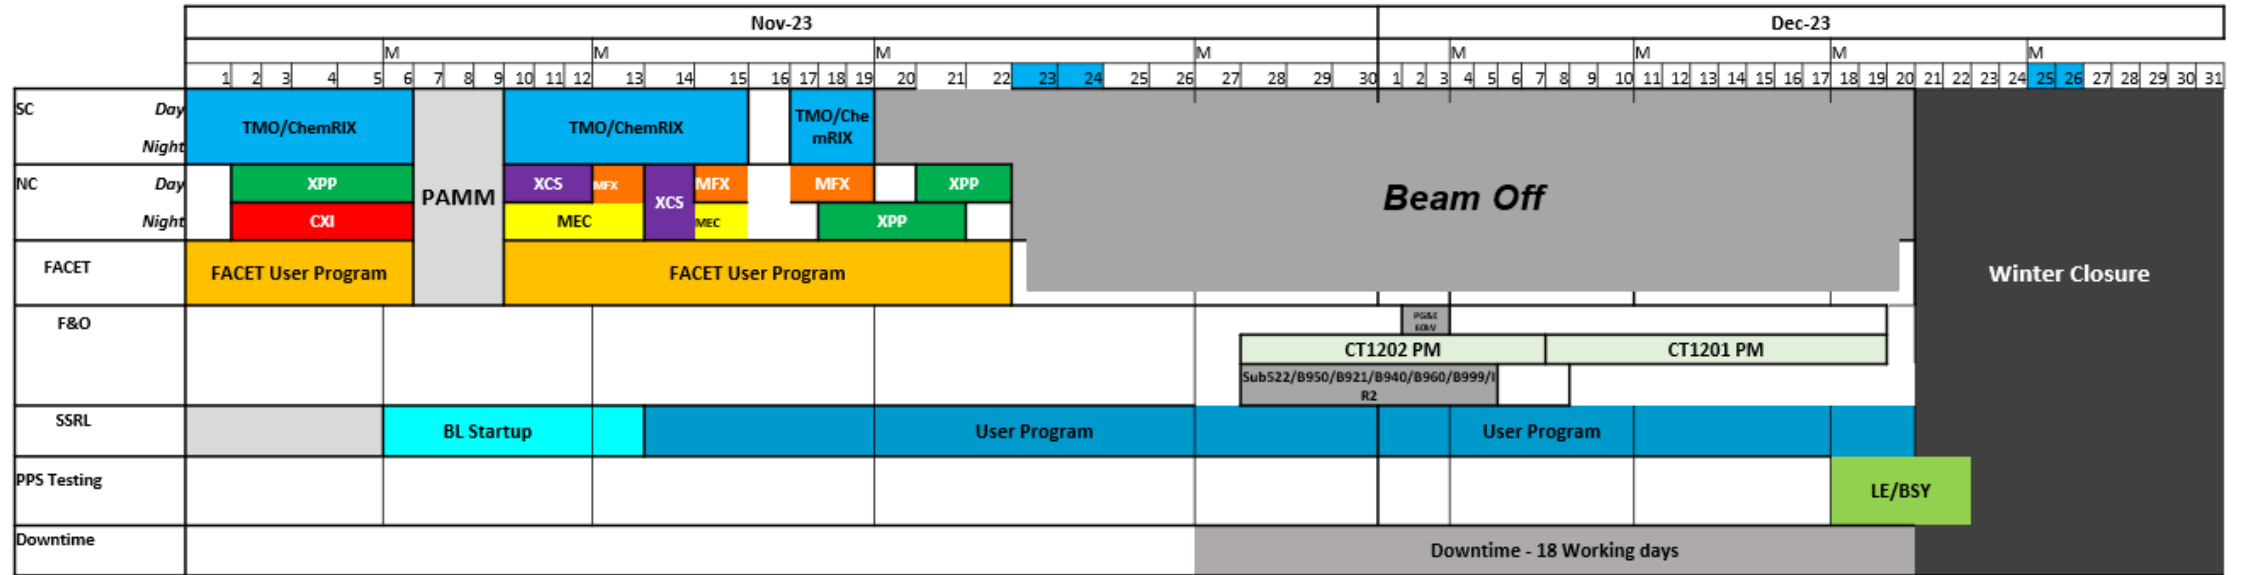 Nov-23 Dec-23
M M M M M M M M
1 2 3 4 5 6 7 8 9 10 11 12 13 14 15 16 17 18 19 20 21 22 23 24 25 26 27 28 29 30 1 2 3 4 5 6 7 8 9 10 11 12 13 14 15 16 17 18 19 20 21 22 23 24 25 26 27 28 29 30 31
SC Day
Night
TMO/ChemRIX
TMO/ChemRIX
TMO/Che
mRIX
NC Day
Night
XPP
CXI
PAMM
XCS
MFX
MEC
XCS
MFX
MEC
MFX
XPP
XPP
Beam Off
FACET
FACET User Program
FACET User Program
Winter Closure
F&O
PG&E
60kV
CT1202 PM
CT1201 PM
Sub522/B950/B921/B940/B960/B999/I
R2
SSRL
BL Startup
User Program
User Program
PPS Testing
LE/BSY
Downtime
Downtime - 18 Working days